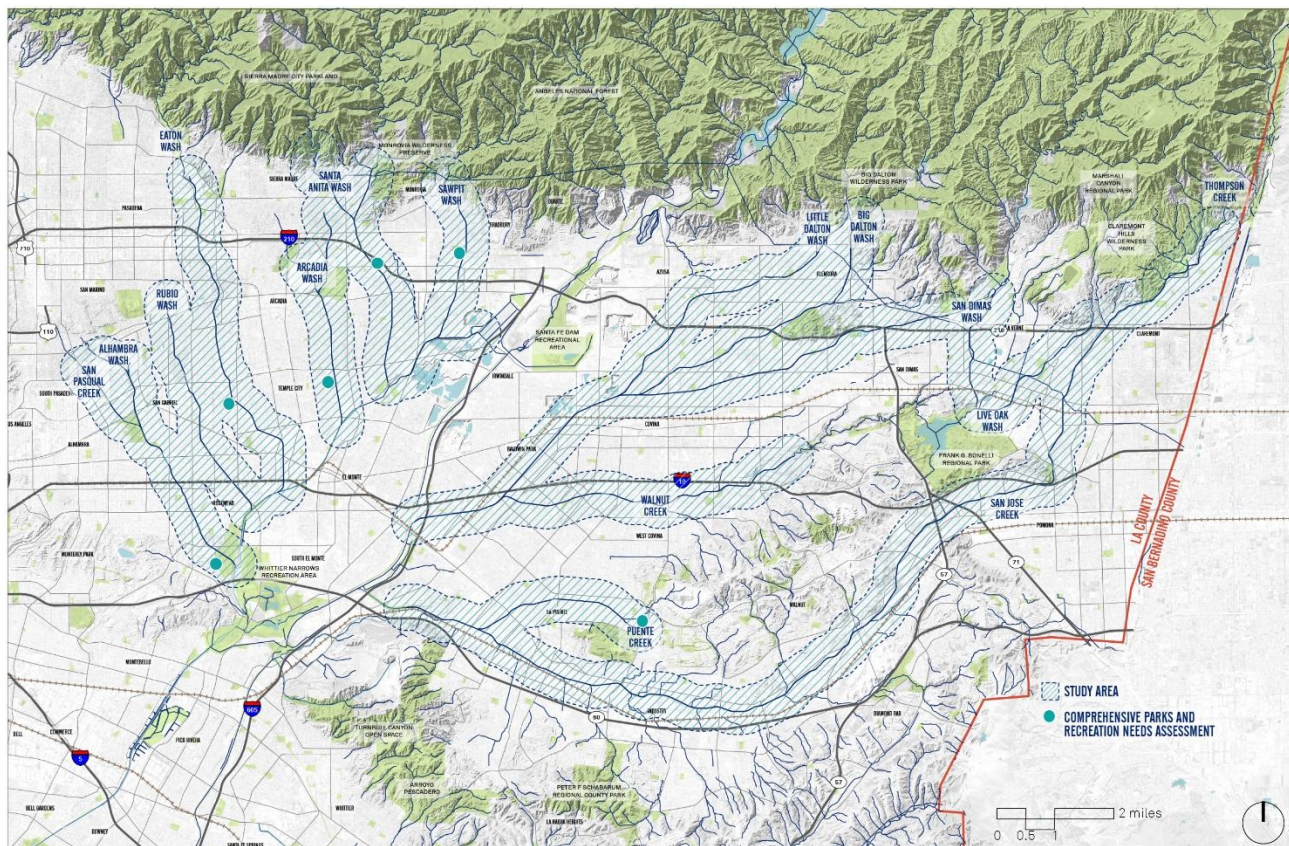 SIERRA MADRE CITY PARKLAND
ANGELES NATIONAL FOREST
EATON
WASH
MONROVIA WILDERNESS
PRESERVE
SIERRA MADRE
SANTA
ANITA WASH
MONROVIA
SAWPIT
WASH
BRADBURY
DUARTE
BIG DALTON
WILDERNESS PARK
MARSHALL
CANYON
REGIONAL PARK
THOMPSON
CREEK
PASADENA
LITTLE
DALTON
WASH
BIG
DALTON
WASH
CLAREMONT
HILLS
WILDERNESS
PARK
710
210
ARCADIA
WASH
AZUSA
GLENDORA
SAN MARINO
RUBIO
WASH
ARCADIA
SAN DIMAS
WASH
210
LA VERNE
CLAREMONT
110
SANTA FE DAM
RECREATIONAL
AREA
ALHAMBRA
WASH
SAN
PASQUAL
CREEK
IRWINDALE
SAN DIMAS
TEMPLE CITY
SOUTH PASADENA
SAN GABRIEL
LIVE OAK
WASH
LOS ANGELES
ALHAMBRA
COVINA
BALDWIN PARK
FRANK G. BONELLI
REGIONAL PARK
EL MONTE
10
ROSEMEAD
WALNUT
CREEK
SAN JOSE
CREEK
POMONA
WEST COVINA
MONTEREY PARK
SOUTH EL MONTE
WHITTIER NARROWS
RECREATION AREA
LA COUNTY
SAN BERNADINO COUNTY
71
57
LA PUENTE
WALNUT
PUENTE
CREEK
MONTEBELLO
STUDY AREA
605
INDUSTRY
60
DIAMOND BAR
COMPREHENSIVE PARKS AND
RECREATION NEEDS ASSESSMENT
TURNBULL CANYON
OPEN SPACE
BELL
COMMERCE
PICO RIVERA
5
57
ARROYO
PESCADERO
PETER F SCHABARUM
REGIONAL COUNTY PARK
BELL GARDENS
WHITTIER
LA HABRA HEIGHTS
2 miles
0 0.5 1
DOWNEY
SANTA FE SPRINGS